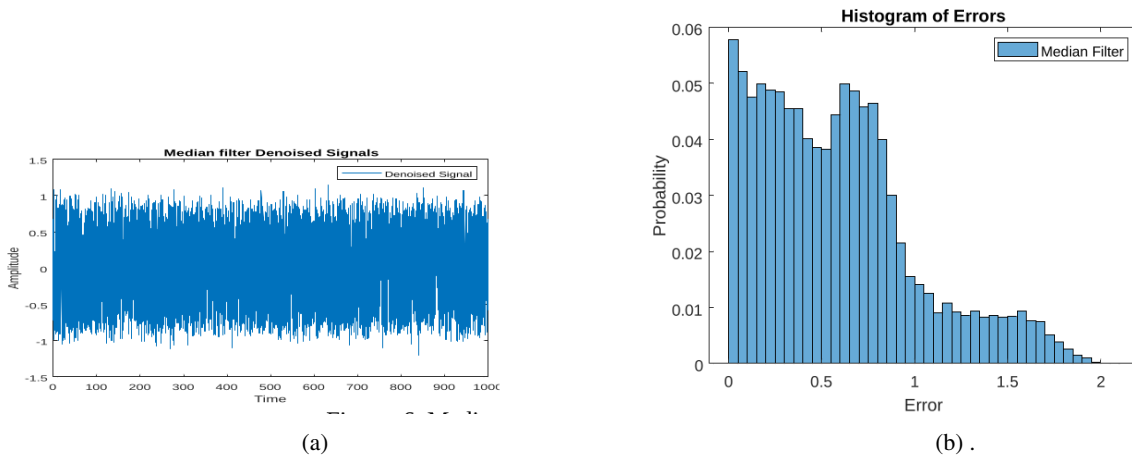 Median filter Denoised Signals
Denoised Signal
1.5
1
0.5
0
-0.5
-1
-1.5
Amplitude
0 100 200 300 400 500 600 700 800 900 1000
Time
(a)
Histogram of Errors
Median Filter
0.06
0.05
0.04
0.03
0.02
0.01
0
Probability
0 0.5 1 1.5 2
Error
(b) .